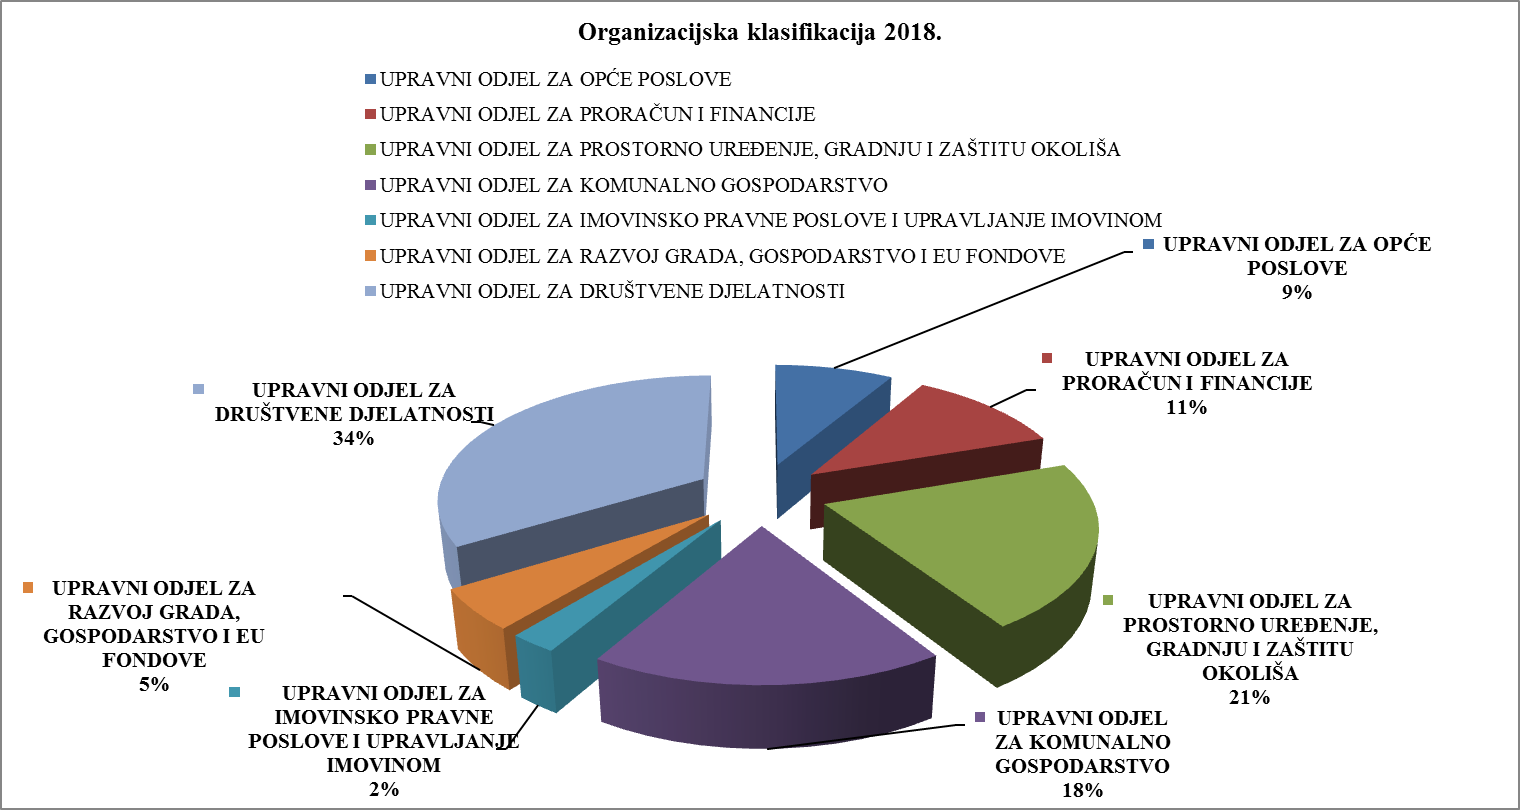 Organizacijska klasifikacija 2018.
UPRAVNI ODJEL ZA OPĆE POSLOVE
UPRAVNI ODJEL ZA PRORAČUN I FINANCIJE
UPRAVNI ODJEL ZA PROSTORNO UREĐENJE, GRADNJU I ZAŠTITU OKOLIŠA
UPRAVNI ODJEL ZA KOMUNALNO GOSPODARSTVO
UPRAVNI ODJEL ZA IMOVINSKO PRAVNE POSLOVE I UPRAVLJANJE IMOVINOM
UPRAVNI ODJEL ZA RAZVOJ GRADA, GOSPODARSTVO I EU FONDOVE
UPRAVNI ODJEL ZA DRUŠTVENE DJELATNOSTI
UPRAVNI ODJEL ZA OPĆE
POSLOVE
9%
UPRAVNI ODJEL ZA
PRORAČUN I FINANCIJE
11%
UPRAVNI ODJEL ZA
PROSTORNO UREĐENJE,
GRADNJU I ZAŠTITU
OKOLIŠA
21%
UPRAVNI ODJEL
ZA KOMUNALNO
GOSPODARSTVO
18%
UPRAVNI ODJEL ZA
IMOVINSKO PRAVNE
POSLOVE I UPRAVLJANJE
IMOVINOM
2%
UPRAVNI ODJEL ZA
RAZVOJ GRADA,
GOSPODARSTVO I EU
FONDOVE
5%
UPRAVNI ODJEL ZA
DRUŠTVENE DJELATNOSTI
34%